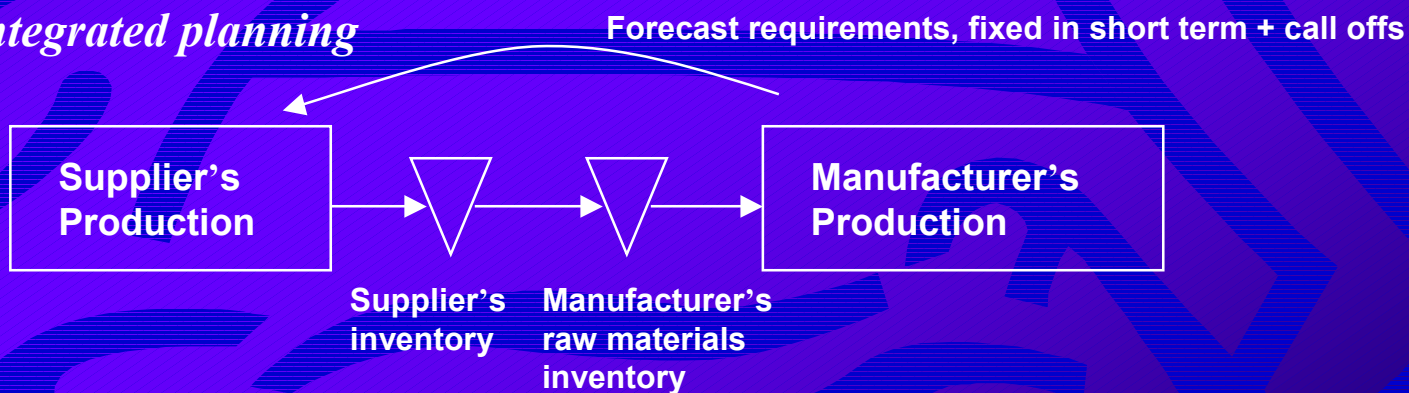 ntegrated planning
Forecast requirements, fixed in short term + call offs
Supplier’s
Production
Manufacturer’s
Production
Supplier’s
inventory
Manufacturer’s
raw materials
inventory